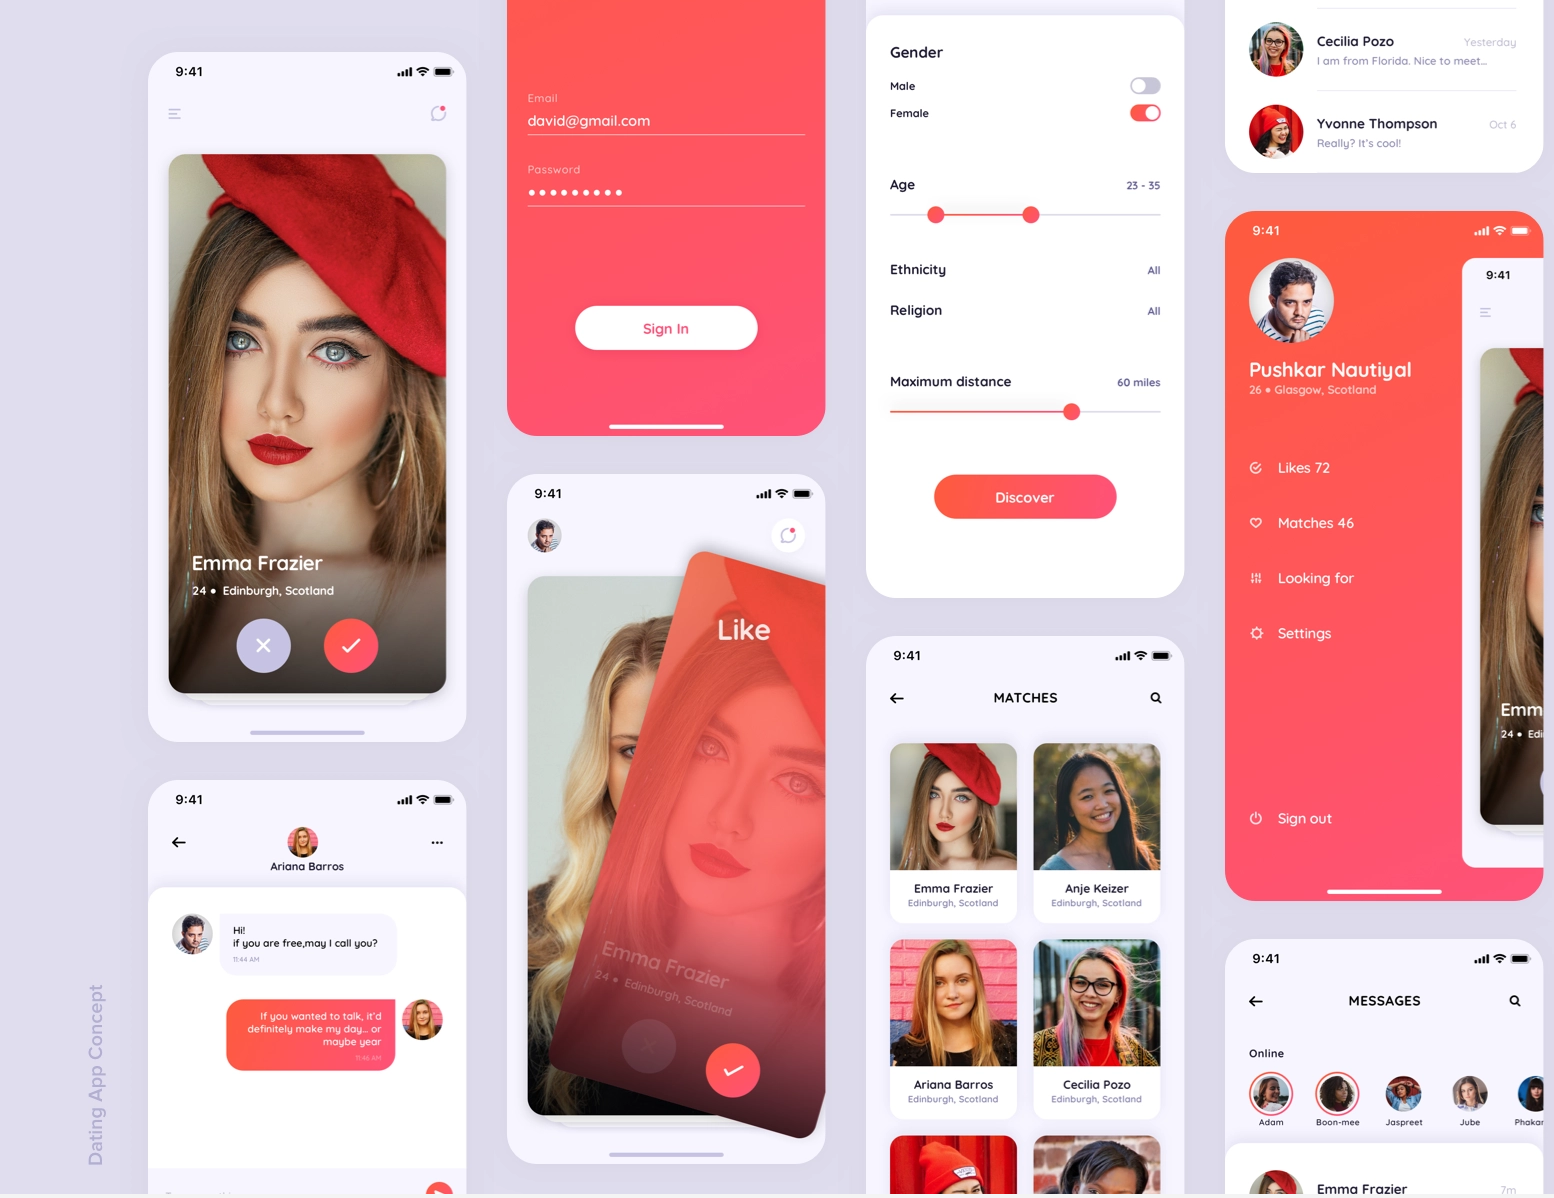 9:41
Emma Frazier
24 • Edinburgh, Scotland
9:41
Ariana Barros
Hi!
if you are free,may I call you?
11:44 AM
If you wanted to talk, it'd
definitely make my day... or
maybe year
11:46 AM
Dating App Concept
Email
david@gmail.com
Password
•••••••••
Sign In
9:41
Like
Emma Frazier
24 • Edinburgh, Scotland
Gender
Male
Female
Age
23 - 35
Ethnicity
All
Religion
All
Maximum distance
60 miles
Discover
9:41
MATCHES
Emma Frazier
Edinburgh, Scotland
Anje Keizer
Edinburgh, Scotland
Ariana Barros
Edinburgh, Scotland
Cecilia Pozo
Edinburgh, Scotland
Cecilia Pozo
Yesterday
I am from Florida. Nice to meet...
Yvonne Thompson
Oct 6
Really? It's cool!
9:41
9:41
Pushkar Nautiyal
26 • Glasgow, Scotland
Likes 72
Matches 46
Looking for
Settings
Emm
24 • Edi
Sign out
9:41
MESSAGES
Online
Adam
Boon-mee
Jaspreet
Jube
Phakar
Emma Frazier
7m